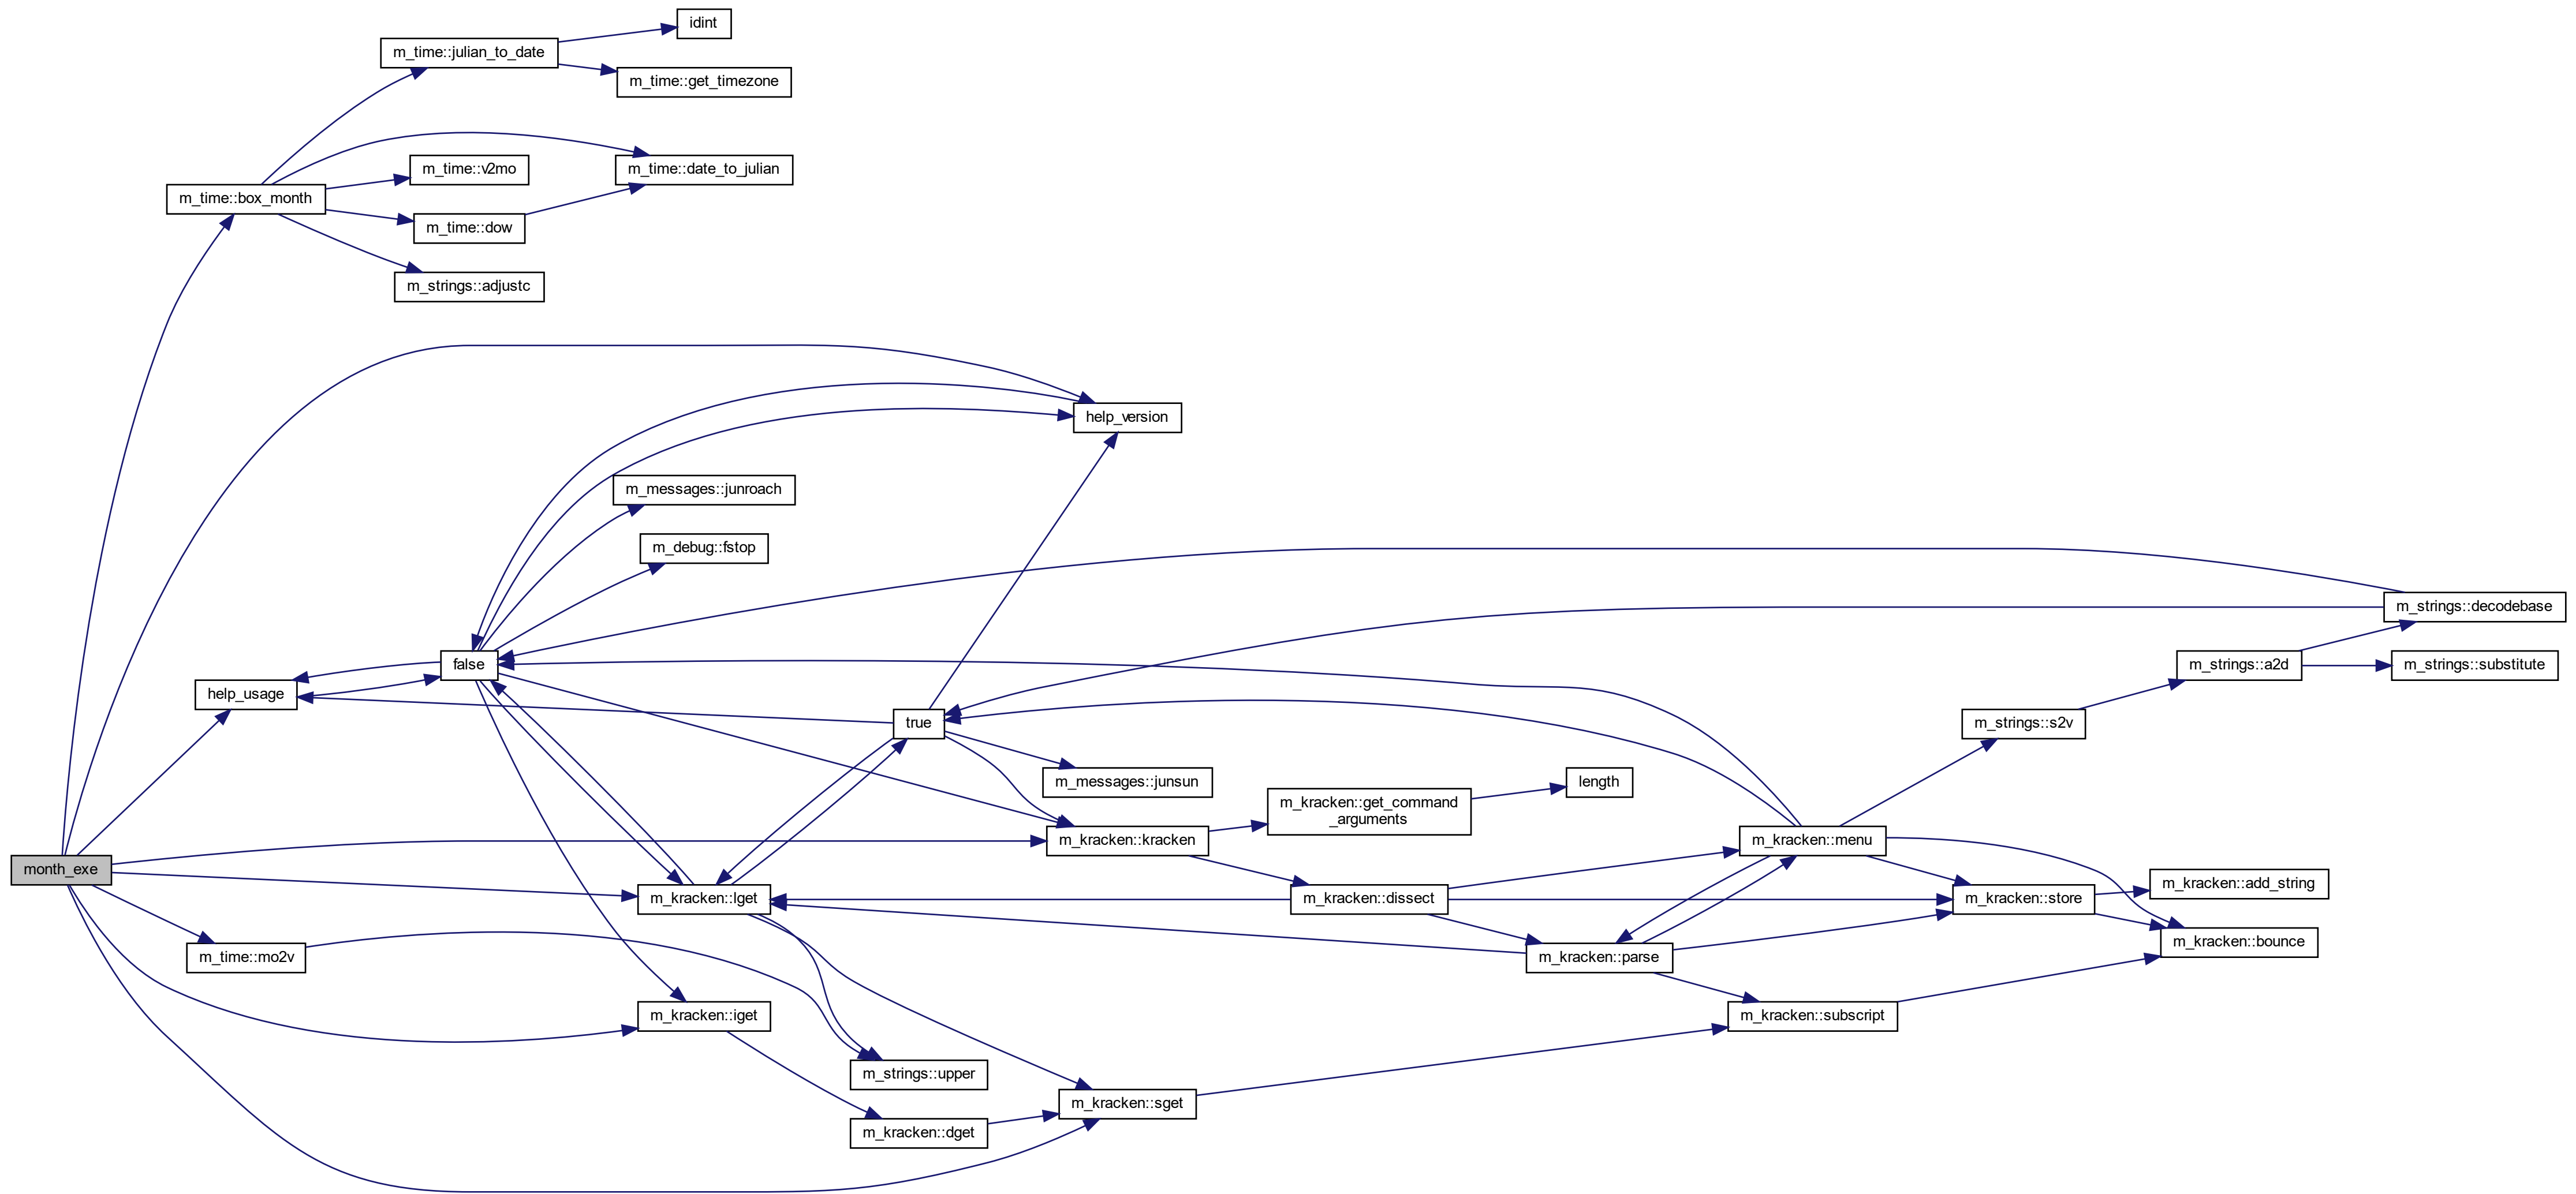 idint
m_time::julian_to_date
m_time::get_timezone
m_time::v2mo
m_time::date_to_julian
m_time::box_month
m_time::dow
m_strings::adjustc
help_version
m_messages::junroach
m_debug::fstop
m_strings::decodebase
false
m_strings::a2d
m_strings::substitute
help_usage
true
m_strings::s2v
m_messages::junsun
length
m_kracken::get_command
_arguments
m_kracken::kracken
m_kracken::menu
month_exe
m_kracken::lget
m_kracken::dissect
m_kracken::store
m_kracken::add_string
m_time::mo2v
m_kracken::parse
m_kracken::bounce
m_kracken::iget
m_kracken::subscript
m_strings::upper
m_kracken::sget
m_kracken::dget